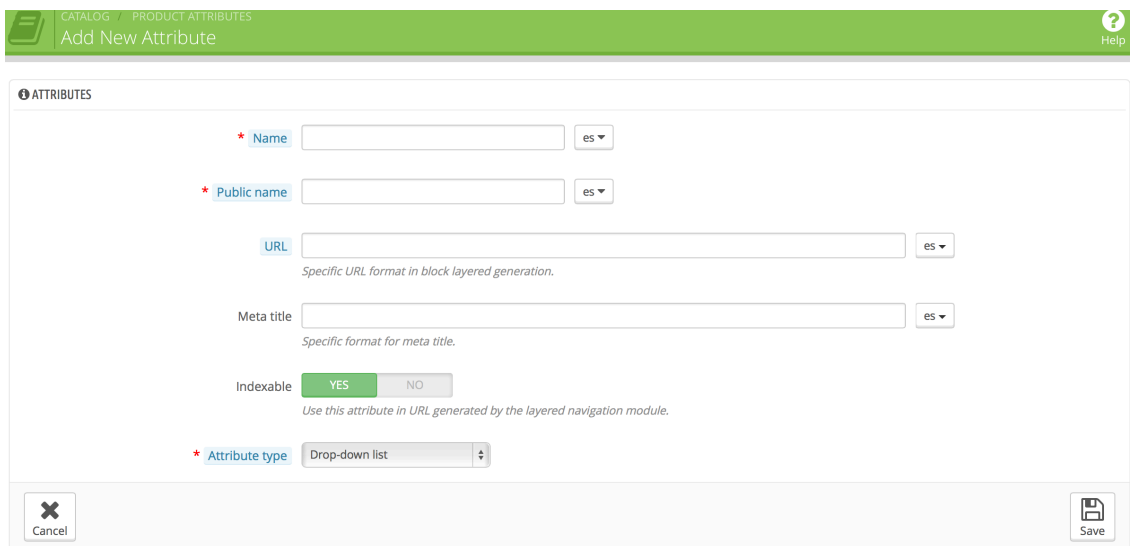 CATALOG / PRODUCT ATTRIBUTES
Add New Attribute
Help
ATTRIBUTES
* Name es
* Public name es
URL es
Specific URL format in block layered generation.
Meta title es
Specific format for meta title.
Indexable YES NO
Use this attribute in URL generated by the layered navigation module.
* Attribute type Drop-down list
Cancel Save